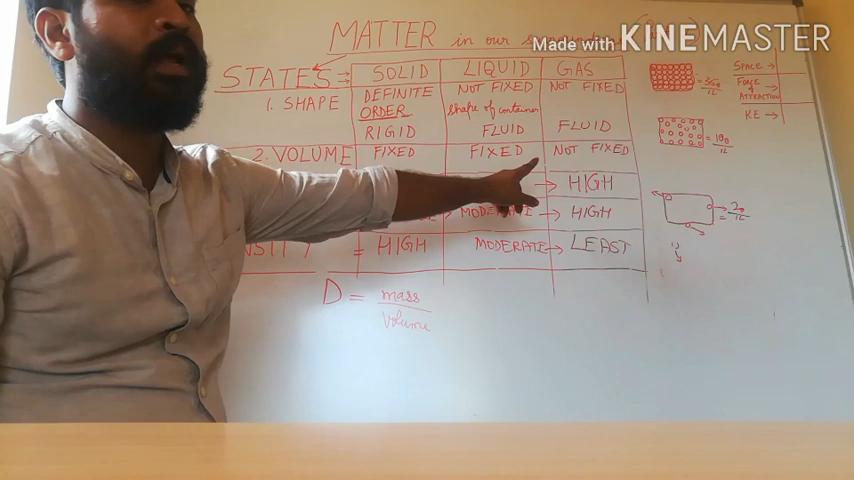 MATTER in our
Made with KINEMASTER
STATES → SOLID LIQUID GAS
1. SHAPE DEFINITE NOT FIXED NOT FIXED
ORDER shape of container
RIGID FLUID FLUID
2. VOLUME FIXED FIXED NOT FIXED
→ HIGH
MODERATE → HIGH
= HIGH MODERATE → LEAST
D = mass
volume
SPACE →
FORCE of ATTRACTION →
KE →